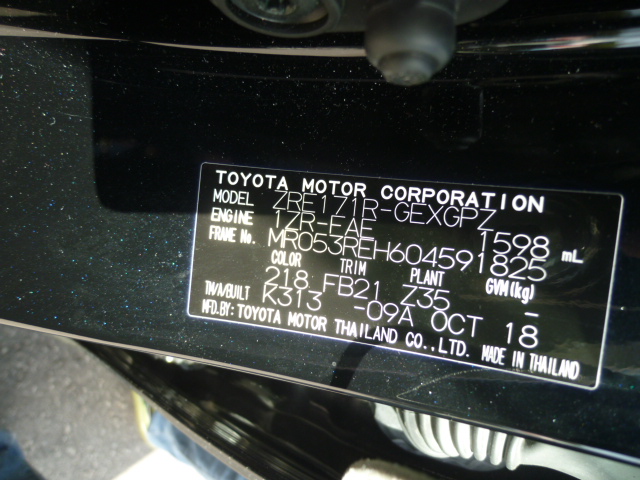 TOYOTA MOTOR CORPORATION
MODEL ZRE171R-GEXGPZ
ENGINE 1ZR-FAE 1598 mL
FRAME No. MR053REH604591825
COLOR TRIM PLANT GVM(kg)
218 FB21 Z35 -
TM/A/BUILT K313 -09A OCT 18
MFD.BY:TOYOTA MOTOR THAILAND CO.,LTD. MADE IN THAILAND